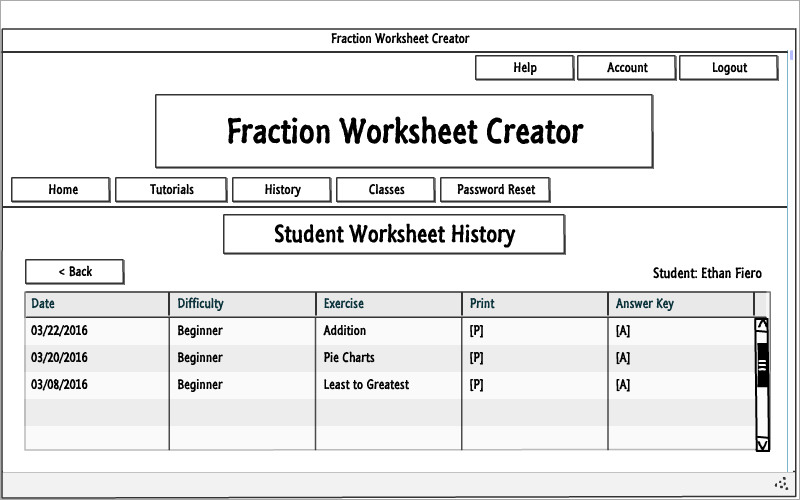 Fraction Worksheet Creator
Help Account Logout
Fraction Worksheet Creator
Home Tutorials History Classes Password Reset
Student Worksheet History
< Back Student: Ethan Fiero
Date Difficulty Exercise Print Answer Key
03/22/2016 Beginner Addition [P] [A]
03/20/2016 Beginner Pie Charts [P] [A]
03/08/2016 Beginner Least to Greatest [P] [A]